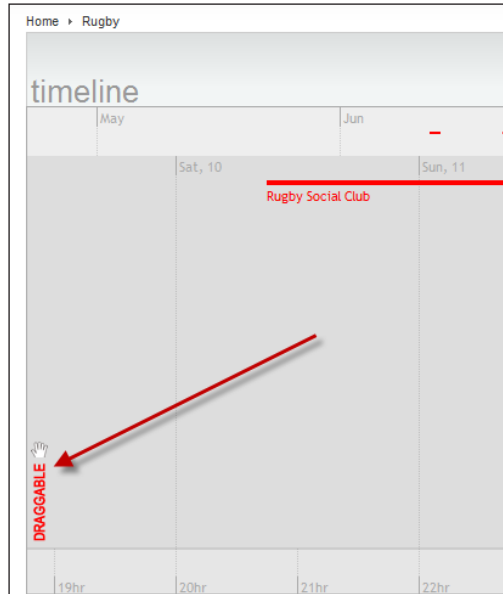 Home ▸ Rugby
timeline
May
Jun
Sat, 10
Sun, 11
Rugby Social Club
DRAGGABLE
19hr
20hr
21hr
22hr